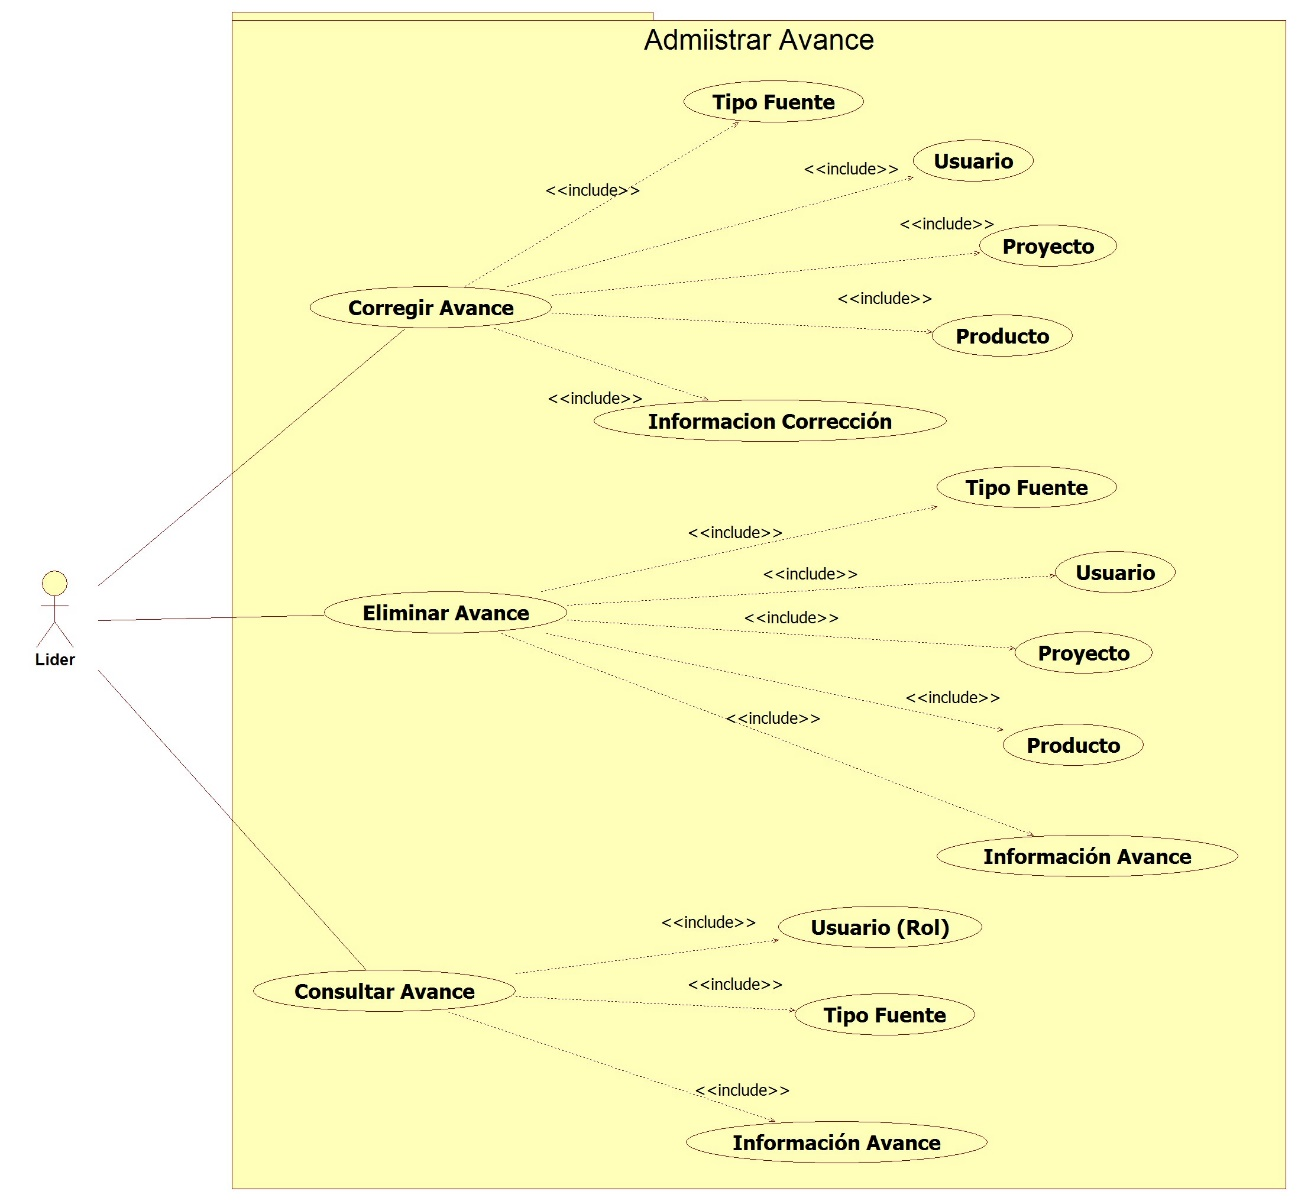 Admiistrar Avance
Tipo Fuente
<<include>>
Usuario
<<include>>
Proyecto
<<include>>
Corregir Avance
<<include>>
Producto
<<include>>
Informacion Corrección
Tipo Fuente
<<include>>
<<include>>
Usuario
Eliminar Avance
<<include>>
Proyecto
Lider
<<include>>
<<include>>
Producto
Información Avance
<<include>>
Usuario (Rol)
Consultar Avance
<<include>>
Tipo Fuente
<<include>>
Información Avance